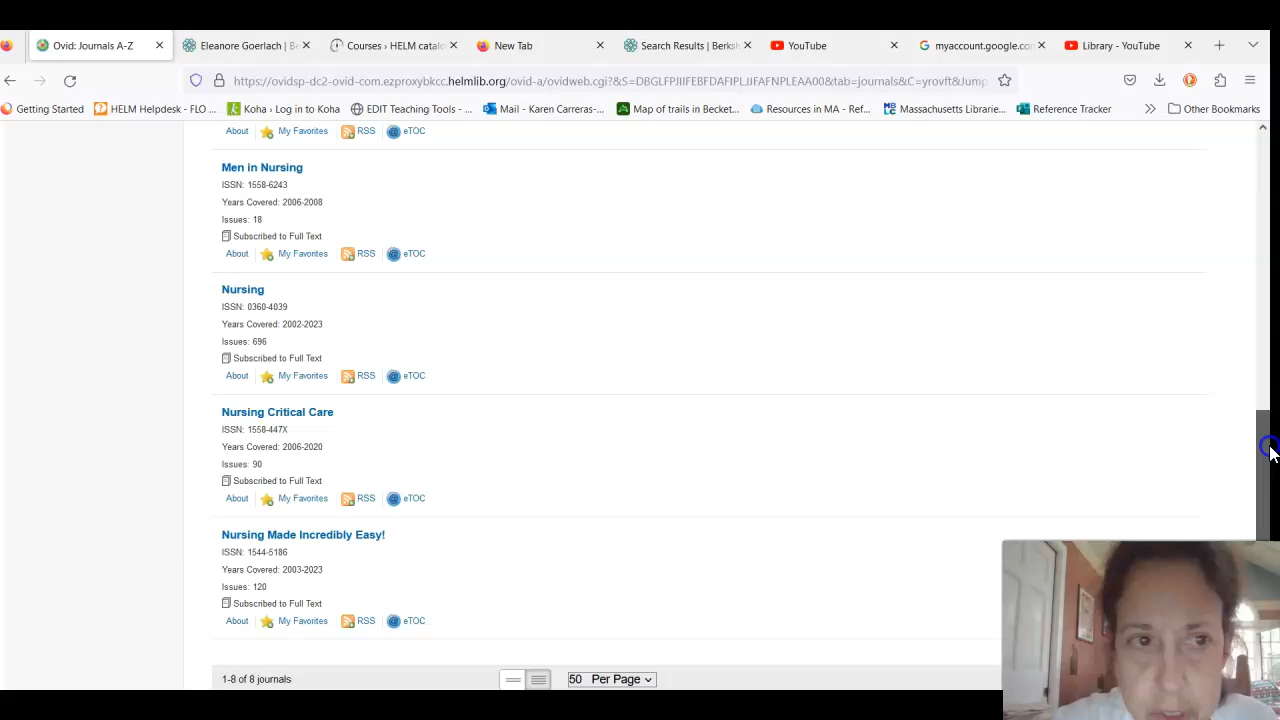 Ovid: Journals A-Z
Eleanore Goerlach | Be
Courses › HELM catalo
New Tab
Search Results | Berksh
YouTube
myaccount.google.co
Library - YouTube
https://ovidsp-dc2-ovid-com.ezproxybkcc.helmlib.org/ovid-a/ovidweb.cgi?&S=DBGLFPJIIFEBFDAFIPLJJFAFNPLEAA00&tab=journals&C=yrovft&Jump
Getting Started
HELM Helpdesk - FLO ...
Koha › Log in to Koha
EDIT Teaching Tools - ...
Mail - Karen Carreras-...
Map of trails in Becket...
Resources in MA - Ref...
Massachusetts Librarie...
Reference Tracker
Other Bookmarks
About My Favorites RSS eTOC
Men in Nursing
ISSN: 1558-6243
Years Covered: 2006-2008
Issues: 18
Subscribed to Full Text
About My Favorites RSS eTOC
Nursing
ISSN: 0360-4039
Years Covered: 2002-2023
Issues: 696
Subscribed to Full Text
About My Favorites RSS eTOC
Nursing Critical Care
ISSN: 1558-447X
Years Covered: 2006-2020
Issues: 90
Subscribed to Full Text
About My Favorites RSS eTOC
Nursing Made Incredibly Easy!
ISSN: 1544-5186
Years Covered: 2003-2023
Issues: 120
Subscribed to Full Text
About My Favorites RSS eTOC
1-8 of 8 journals
50 Per Page